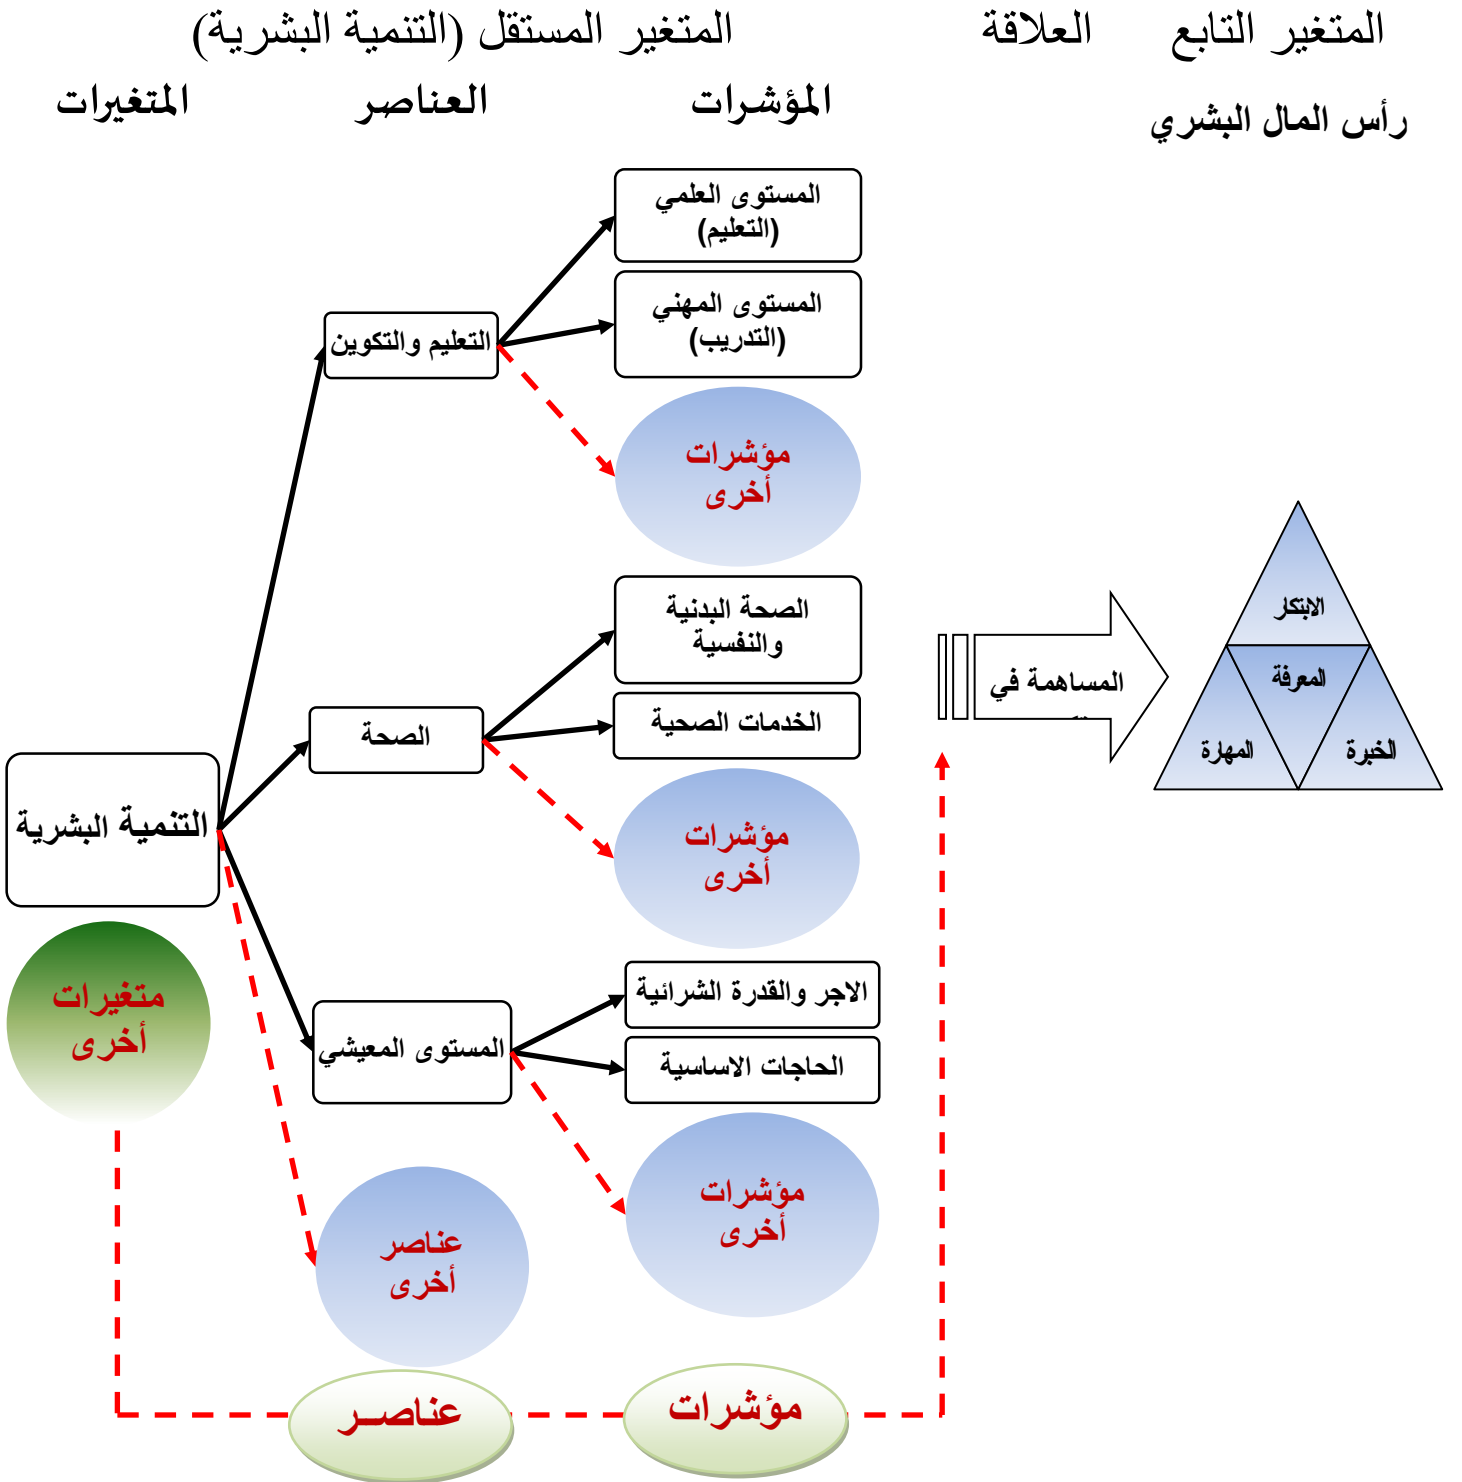 المتغير المستقل (التنمية البشرية)
العلاقة
المتغير التابع
المتغيرات
العناصر
المؤشرات
رأس المال البشري
المستوى العلمي
(التعليم)
المستوى المهني
(التدريب)
التعليم والتكوين
مؤشرات
أخرى
الصحة البدنية
والنفسية
الخدمات الصحية
الصحة
مؤشرات
أخرى
التنمية البشرية
متغيرات
أخرى
الاجر والقدرة الشرائية
الحاجات الاساسية
المستوى المعيشي
مؤشرات
أخرى
عناصر
أخرى
عناصــر
مؤشرات
المساهمة في
الابتكار
المعرفة
المهارة
الخبرة